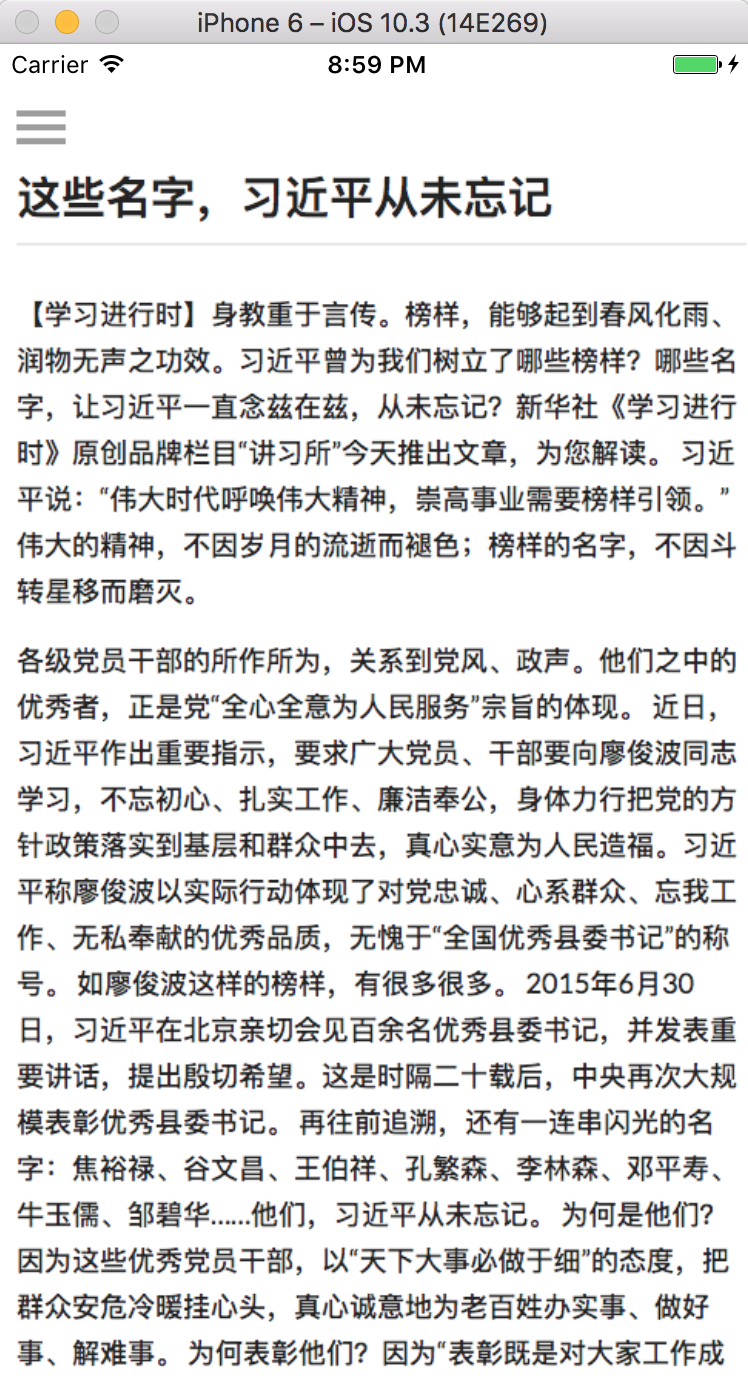 iPhone 6 – iOS 10.3 (14E269)
Carrier 8:59 PM
这些名字，习近平从未忘记
【学习进行时】身教重于言传。榜样，能够起到春风化雨、
润物无声之功效。习近平曾为我们树立了哪些榜样？哪些名
字，让习近平一直念兹在兹，从未忘记？新华社《学习进行
时》原创品牌栏目“讲习所”今天推出文章，为您解读。 习近
平说：“伟大时代呼唤伟大精神，崇高事业需要榜样引领。”
伟大的精神，不因岁月的流逝而褪色；榜样的名字，不因斗
转星移而磨灭。
各级党员干部的所作所为，关系到党风、政声。他们之中的
优秀者，正是党“全心全意为人民服务”宗旨的体现。 近日，
习近平作出重要指示，要求广大党员、干部要向廖俊波同志
学习，不忘初心、扎实工作、廉洁奉公，身体力行把党的方
针政策落实到基层和群众中去，真心实意为人民造福。习近
平称廖俊波以实际行动体现了对党忠诚、心系群众、忘我工
作、无私奉献的优秀品质，无愧于“全国优秀县委书记”的称
号。 如廖俊波这样的榜样，有很多很多。 2015年6月30
日，习近平在北京亲切会见百余名优秀县委书记，并发表重
要讲话，提出殷切希望。这是时隔二十载后，中央再次大规
模表彰优秀县委书记。 再往前追溯，还有一连串闪光的名
字：焦裕禄、谷文昌、王伯祥、孔繁森、李林森、邓平寿、
牛玉儒、邹碧华……他们，习近平从未忘记。 为何是他们？
因为这些优秀党员干部，以“天下大事必做于细”的态度，把
群众安危冷暖挂心头，真心诚意地为老百姓办实事、做好
事、解难事。 为何表彰他们？因为“表彰既是对大家工作成